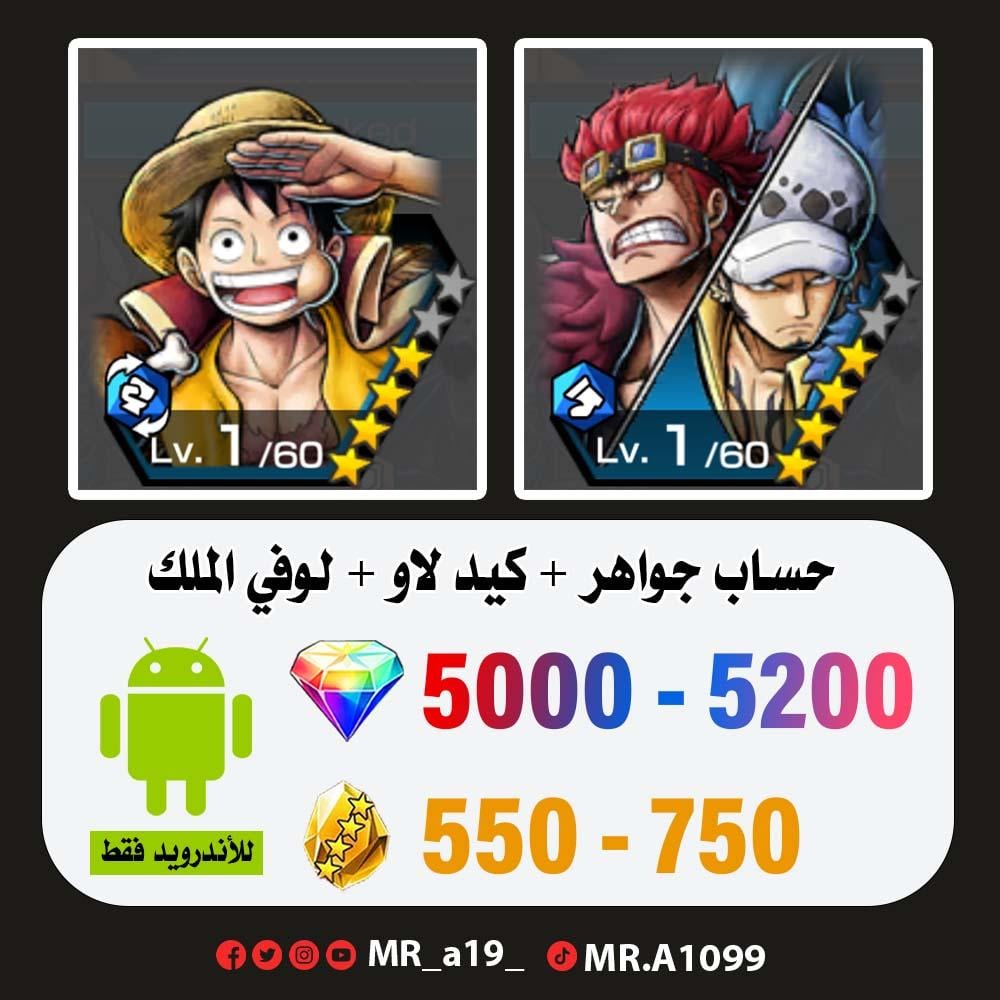 Lv. 1 /60
Lv. 1 /60
حساب جواهر + كيد لاو + لوفي الملك
5000 - 5200
550 - 750
للأندرويد فقط
MR_a19_ MR.A1099